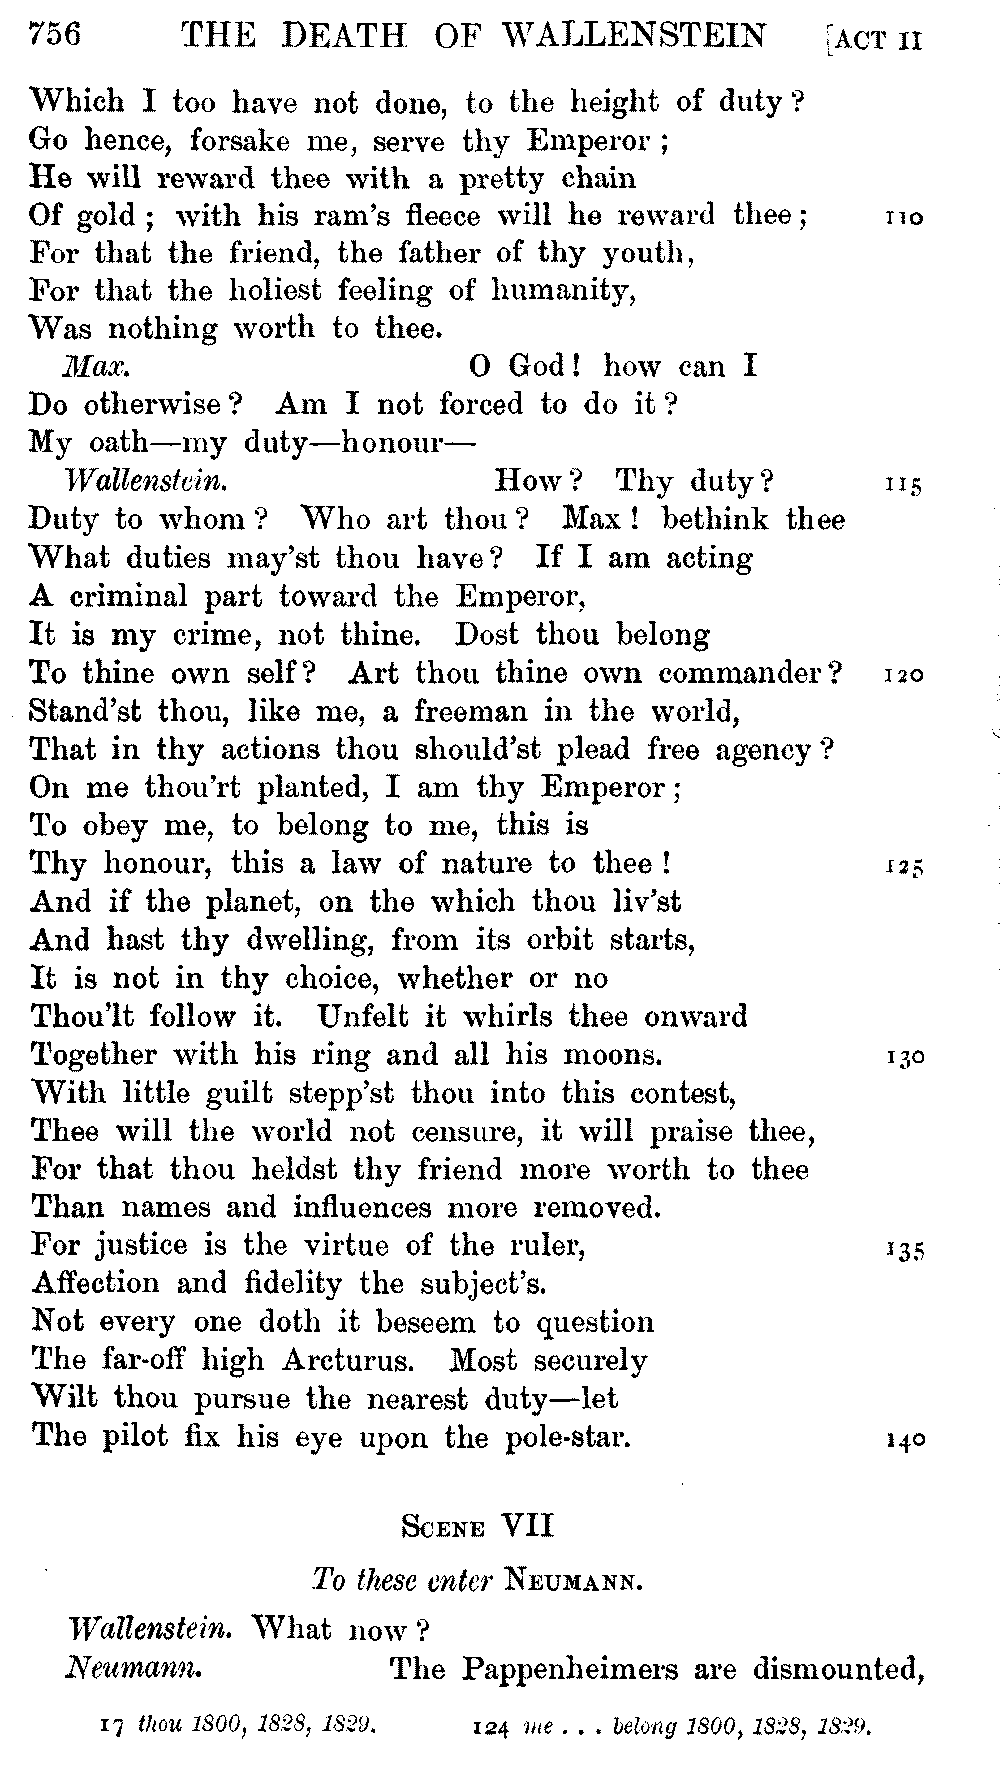 756 THE DEATH OF WALLENSTEIN [ACT II
Which I too have not done, to the height of duty?
Go hence, forsake me, serve thy Emperor;
He will reward thee with a pretty chain
Of gold; with his ram's fleece will he reward thee; 110
For that the friend, the father of thy youth,
For that the holiest feeling of humanity,
Was nothing worth to thee.
Max. O God! how can I
Do otherwise? Am I not forced to do it?
My oath—my duty—honour—
Wallenstein. How? Thy duty? 115
Duty to whom? Who art thou? Max! bethink thee
What duties may'st thou have? If I am acting
A criminal part toward the Emperor,
It is my crime, not thine. Dost thou belong
To thine own self? Art thou thine own commander? 120
Stand'st thou, like me, a freeman in the world,
That in thy actions thou should'st plead free agency?
On me thou'rt planted, I am thy Emperor;
To obey me, to belong to me, this is
Thy honour, this a law of nature to thee! 125
And if the planet, on the which thou liv'st
And hast thy dwelling, from its orbit starts,
It is not in thy choice, whether or no
Thou'lt follow it. Unfelt it whirls thee onward
Together with his ring and all his moons. 130
With little guilt stepp'st thou into this contest,
Thee will the world not censure, it will praise thee,
For that thou heldst thy friend more worth to thee
Than names and influences more removed.
For justice is the virtue of the ruler, 135
Affection and fidelity the subject's.
Not every one doth it beseem to question
The far-off high Arcturus. Most securely
Wilt thou pursue the nearest duty—let
The pilot fix his eye upon the pole-star. 140
SCENE VII
To these enter NEUMANN.
Wallenstein. What now?
Neumann. The Pappenheimers are dismounted,
17 thou 1800, 1828, 1829. 124 me . . . belong 1800, 1828, 1829.